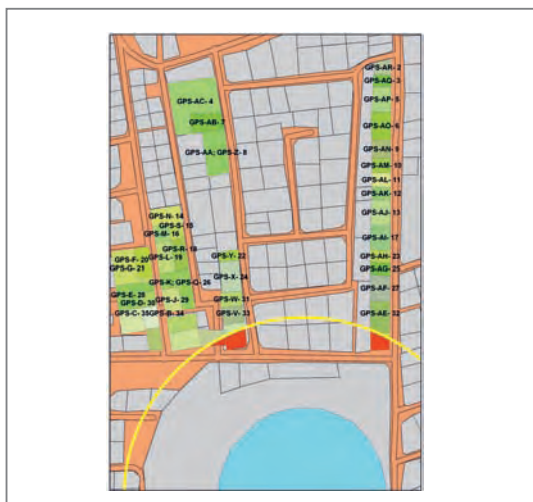 GPS-AR- 2
GPS-AQ- 3
GPS-AP- 5
GPS-AC- 4
GPS-AB- 7
GPS-AO- 6
GPS-AN- 9
GPS-AA; GPS-Z- 8
GPS-AM- 10
GPS-AL- 11
GPS-AK- 12
GPS-AJ- 13
GPS-N- 14
GPS-S- 15
GPS-M- 16
GPS-AI- 17
GPS-R- 18
GPS-L- 19
GPS-F- 20
GPS-G- 21
GPS-Y- 22
GPS-AH- 23
GPS-X- 24
GPS-AG- 25
GPS-K; GPS-Q- 26
GPS-AF- 27
GPS-E- 28
GPS-J- 29
GPS-D- 30
GPS-W- 31
GPS-C- 35
GPS-B- 34
GPS-V- 33
GPS-AE- 32